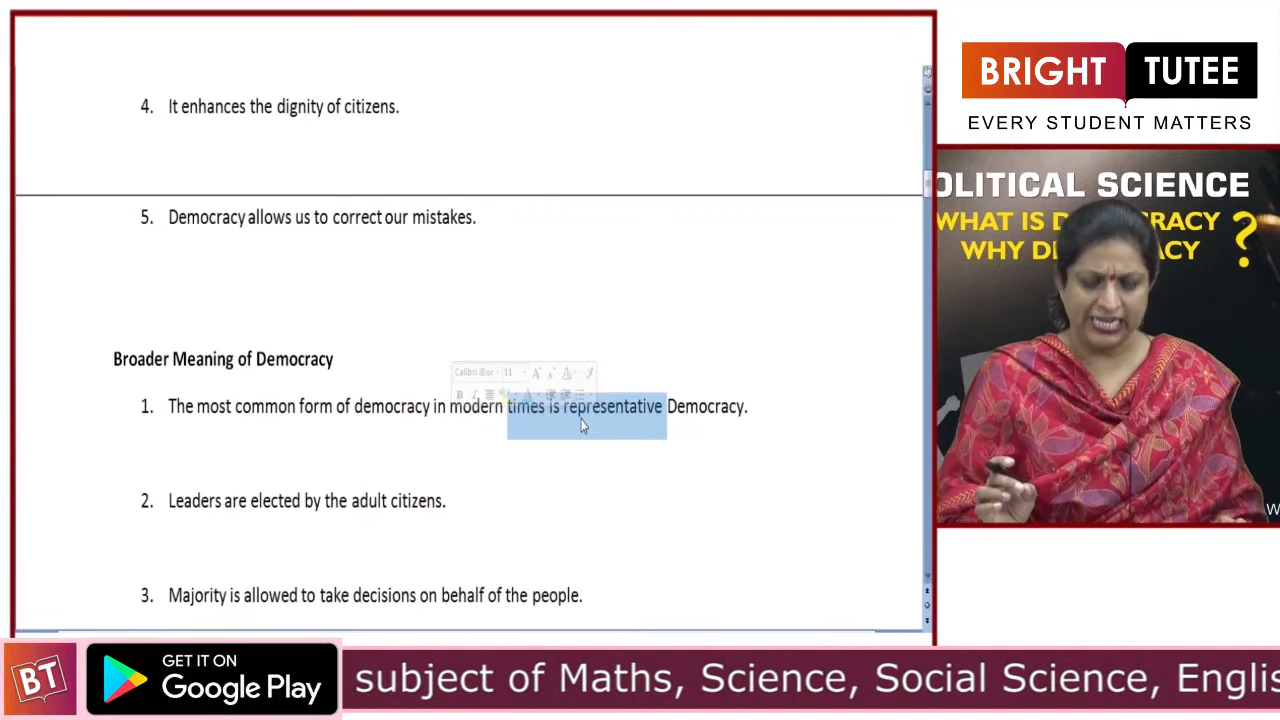 4. It enhances the dignity of citizens.
5. Democracy allows us to correct our mistakes.
Broader Meaning of Democracy
Calibri (Bo 11
1. The most common form of democracy in modern times is representative Democracy.
2. Leaders are elected by the adult citizens.
3. Majority is allowed to take decisions on behalf of the people.
BRIGHT TUTEE
EVERY STUDENT MATTERS
OLITICAL SCIENCE
WHAT IS D RACY
WHY DE ACY ?
W
BT
GET IT ON
Google Play
subject of Maths, Science, Social Science, Englis